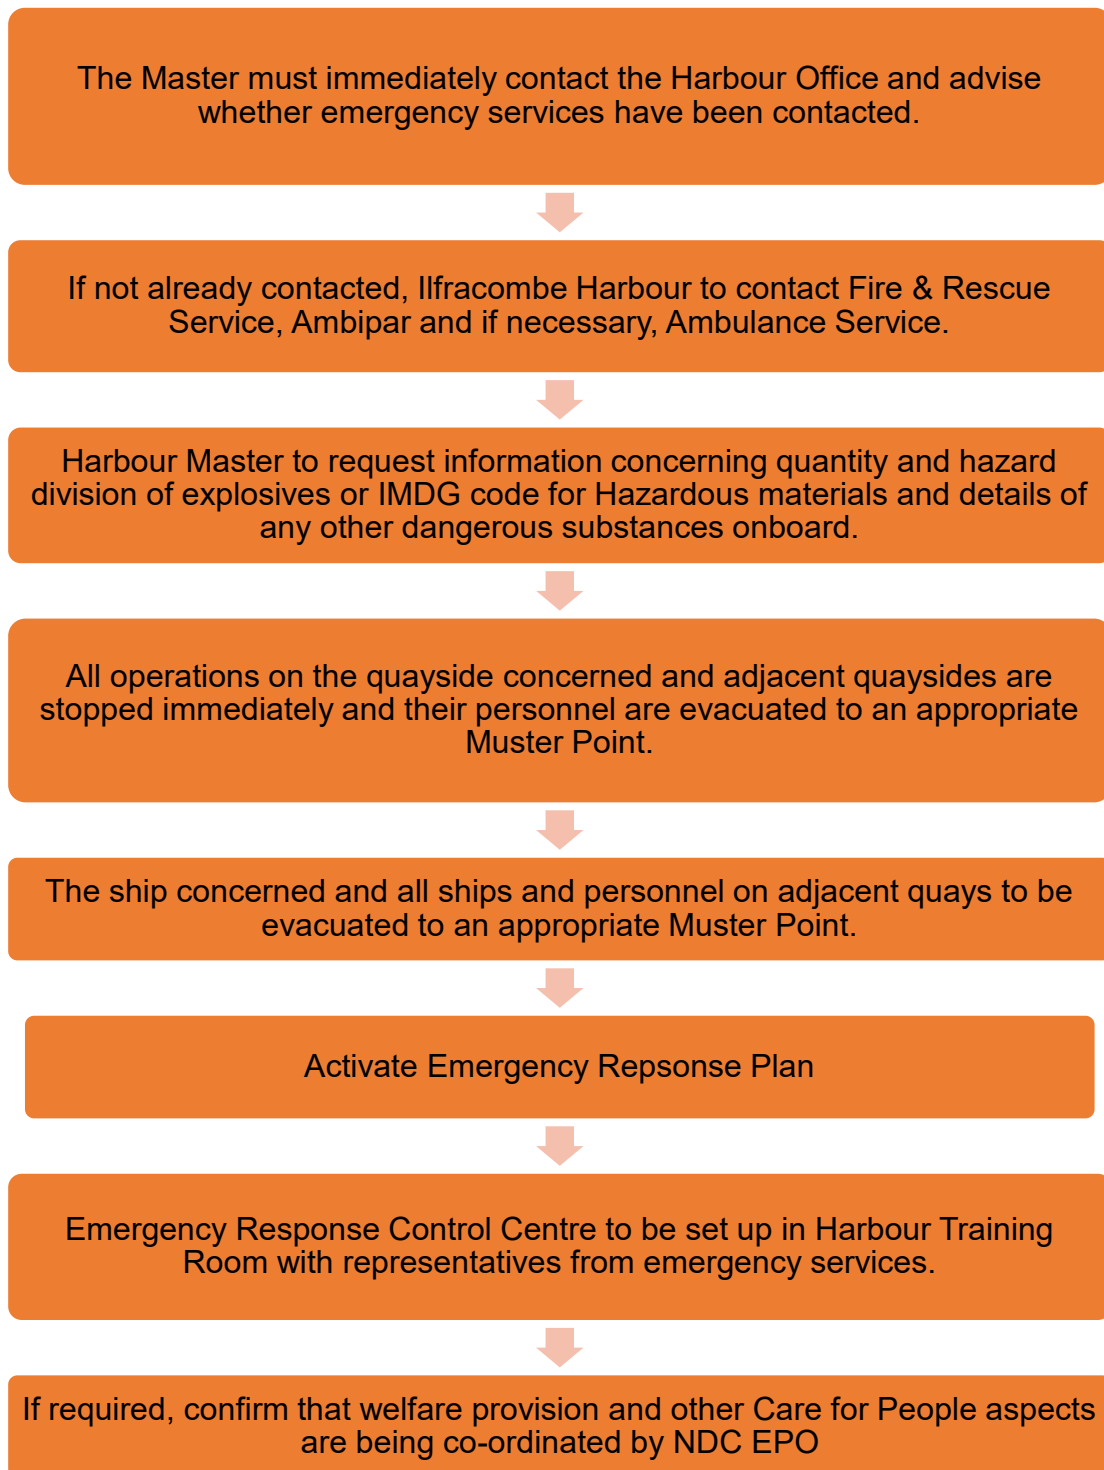 The Master must immediately contact the Harbour Office and advise
whether emergency services have been contacted.
If not already contacted, Ilfracombe Harbour to contact Fire & Rescue
Service, Ambipar and if necessary, Ambulance Service.
Harbour Master to request information concerning quantity and hazard
division of explosives or IMDG code for Hazardous materials and details of
any other dangerous substances onboard.
All operations on the quayside concerned and adjacent quaysides are
stopped immediately and their personnel are evacuated to an appropriate
Muster Point.
The ship concerned and all ships and personnel on adjacent quays to be
evacuated to an appropriate Muster Point.
Activate Emergency Repsonse Plan
Emergency Response Control Centre to be set up in Harbour Training
Room with representatives from emergency services.
If required, confirm that welfare provision and other Care for People aspects
are being co-ordinated by NDC EPO